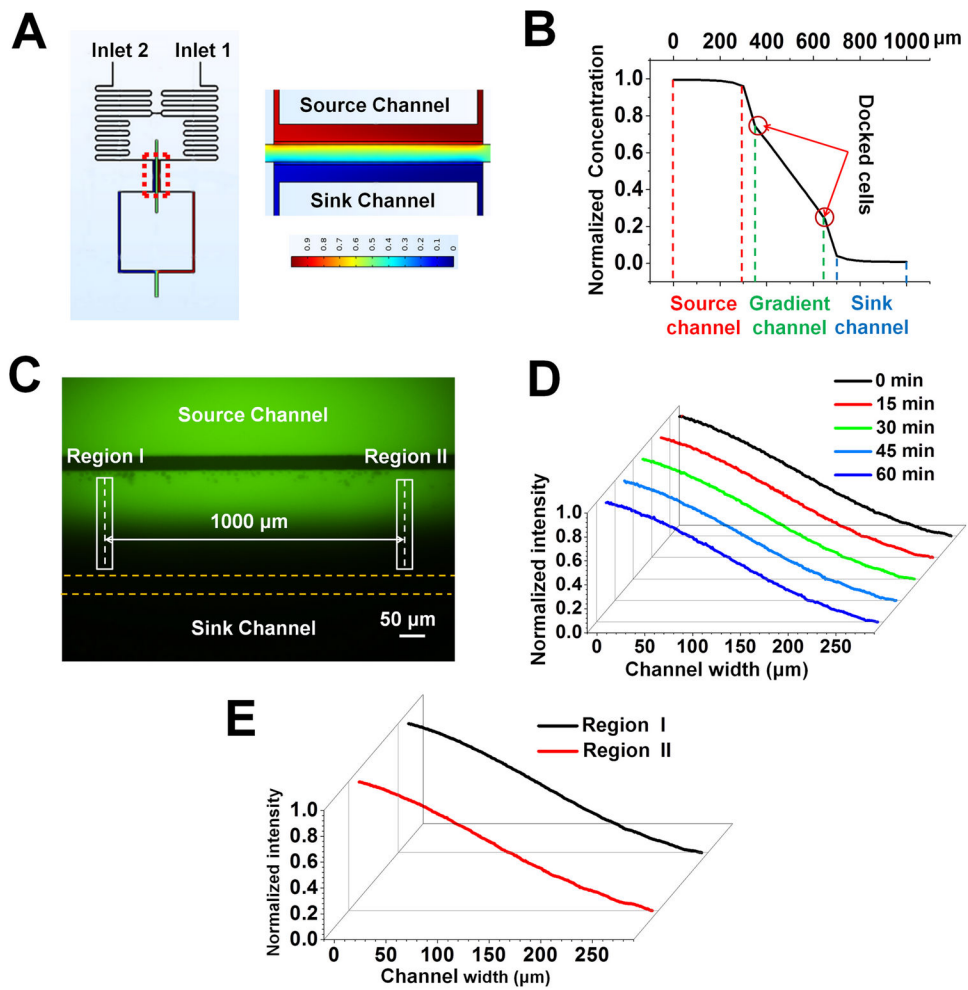 A
Inlet 2 Inlet 1
Source Channel
Sink Channel
0.9 0.8 0.7 0.6 0.5 0.4 0.3 0.2 0.1 0
B
0 200 400 600 800 1000 μm
1.0
0.8
0.6
0.4
0.2
0.0
Normalized Concentration
Docked cells
Source Gradient Sink
channel channel channel
C
Source Channel
Region I Region II
1000 μm
Sink Channel
50 μm
D
0 min
15 min
30 min
45 min
60 min
1.0
0.8
0.6
0.4
0.2
0.0
Normalized intensity
0 50 100 150 200 250
Channel width (μm)
E
Region I
Region II
1.0
0.8
0.6
0.4
0.2
0.0
Normalized intensity
0 50 100 150 200 250
Channel width (μm)